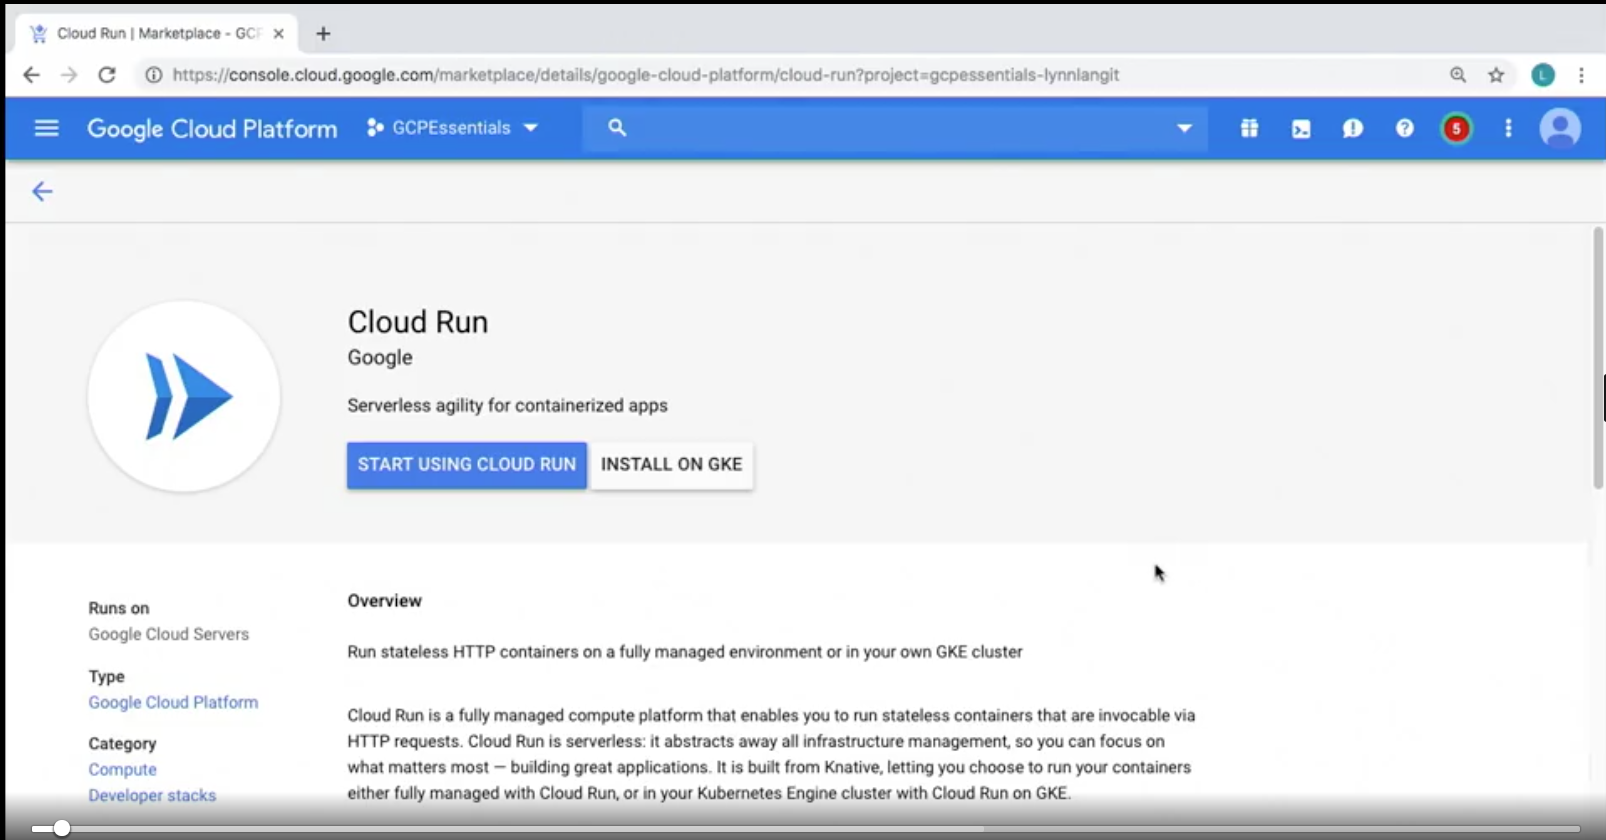 Cloud Run | Marketplace - GCP
https://console.cloud.google.com/marketplace/details/google-cloud-platform/cloud-run?project=gcpessentials-lynnlangit
L
Google Cloud Platform
GCPEssentials
5
Cloud Run
Google
Serverless agility for containerized apps
START USING CLOUD RUN
INSTALL ON GKE
Runs on
Google Cloud Servers
Type
Google Cloud Platform
Category
Compute
Developer stacks
Overview
Run stateless HTTP containers on a fully managed environment or in your own GKE cluster
Cloud Run is a fully managed compute platform that enables you to run stateless containers that are invocable via
HTTP requests. Cloud Run is serverless: it abstracts away all infrastructure management, so you can focus on
what matters most — building great applications. It is built from Knative, letting you choose to run your containers
either fully managed with Cloud Run, or in your Kubernetes Engine cluster with Cloud Run on GKE.